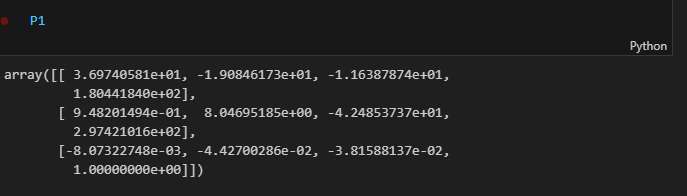 P1
Python
array([[ 3.69740581e+01, -1.90846173e+01, -1.16387874e+01,
         1.80441840e+02],
       [ 9.48201494e-01,  8.04695185e+00, -4.24853737e+01,
         2.97421016e+02],
       [-8.07322748e-03, -4.42700286e-02, -3.81588137e-02,
         1.00000000e+00]])